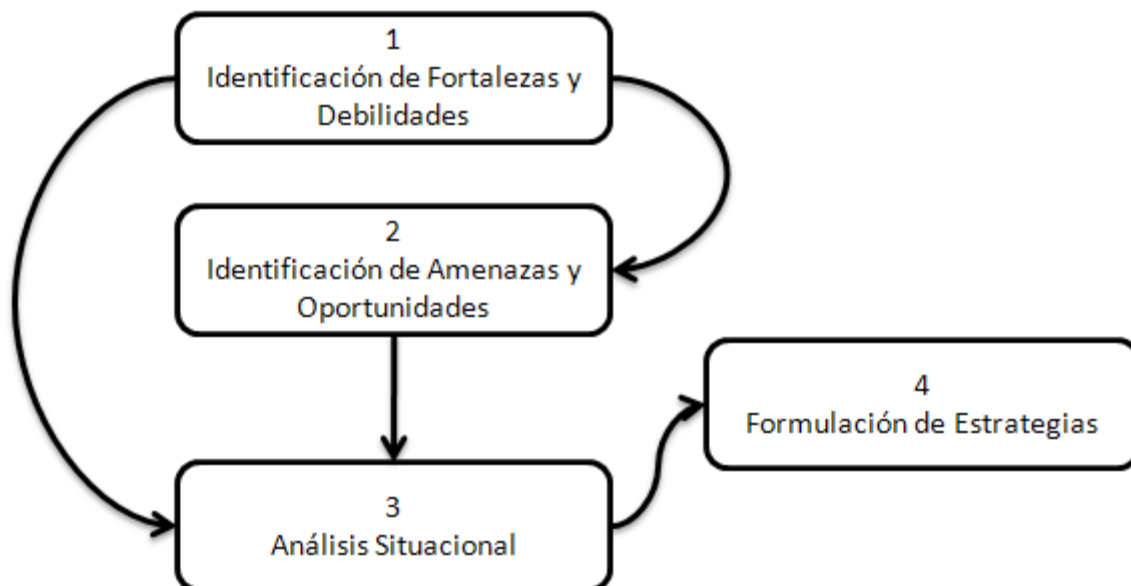 1
Identificación de Fortalezas y
Debilidades
2
Identificación de Amenazas y
Oportunidades
4
Formulación de Estrategias
3
Análisis Situacional